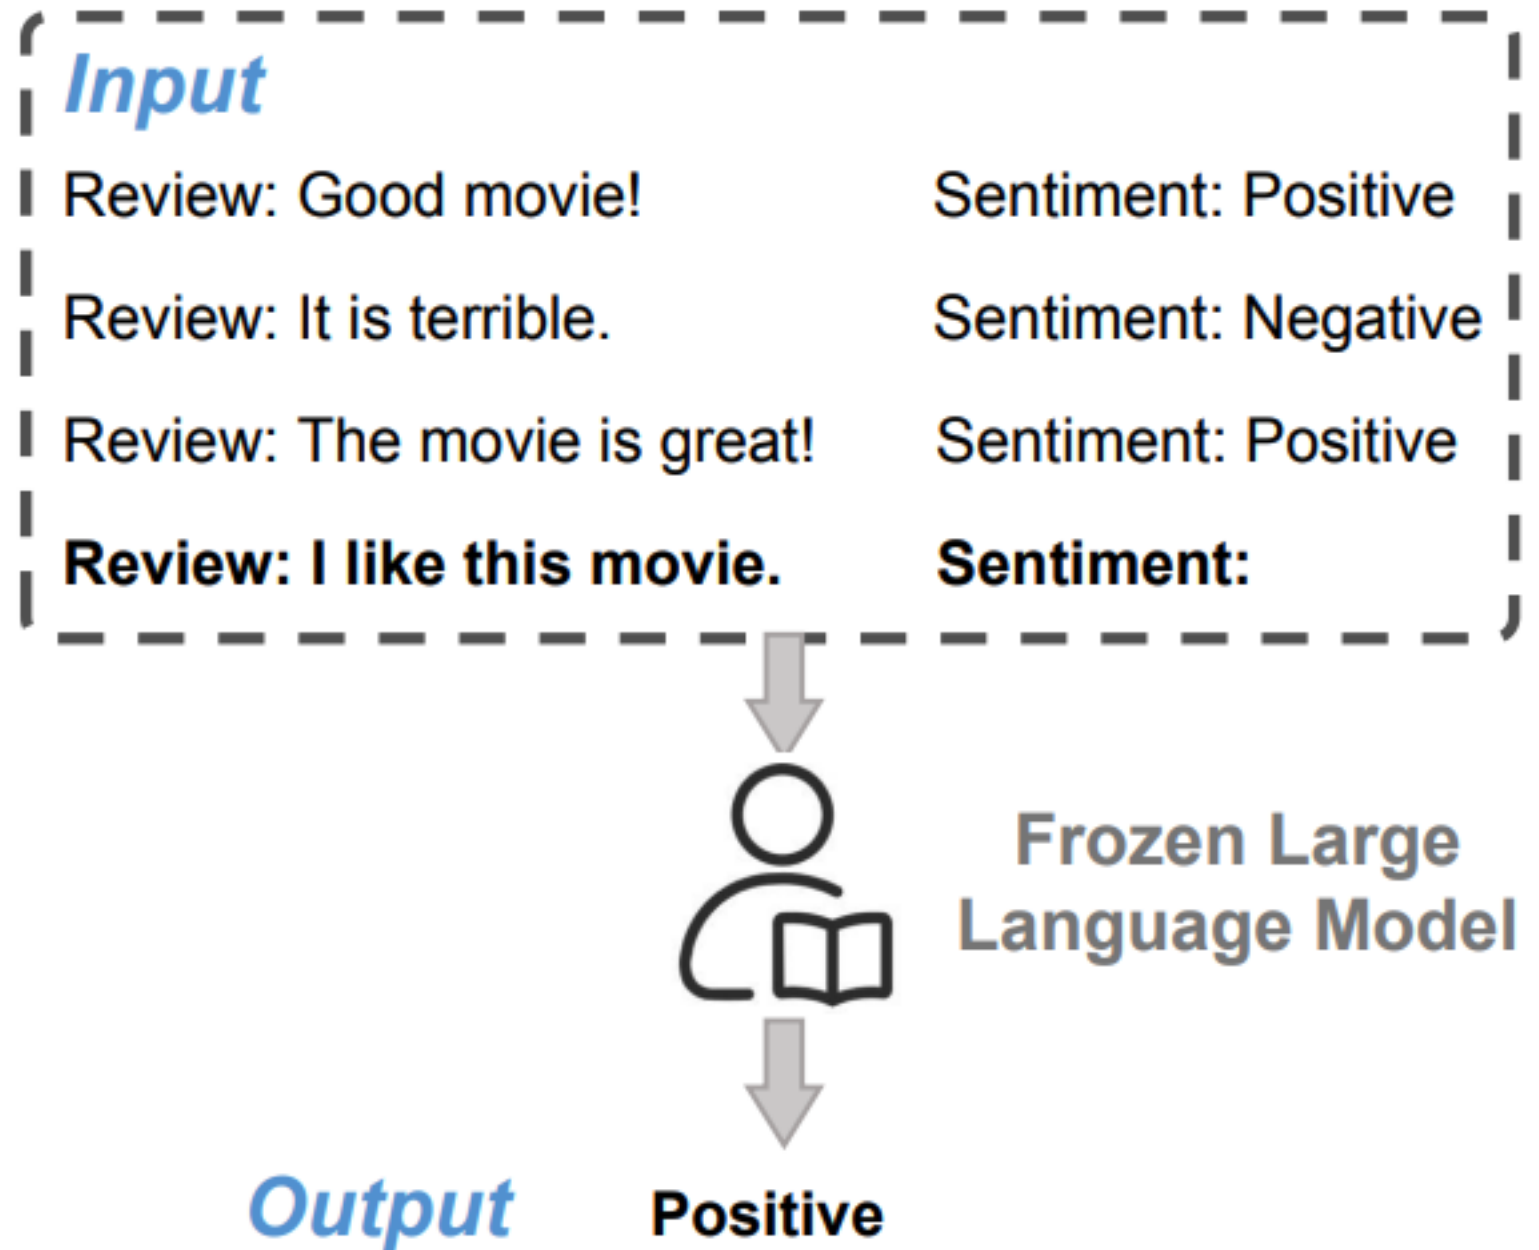 Input
Review: Good movie! Sentiment: Positive
Review: It is terrible. Sentiment: Negative
Review: The movie is great! Sentiment: Positive
Review: I like this movie. Sentiment:
Frozen Large
Language Model
Output Positive